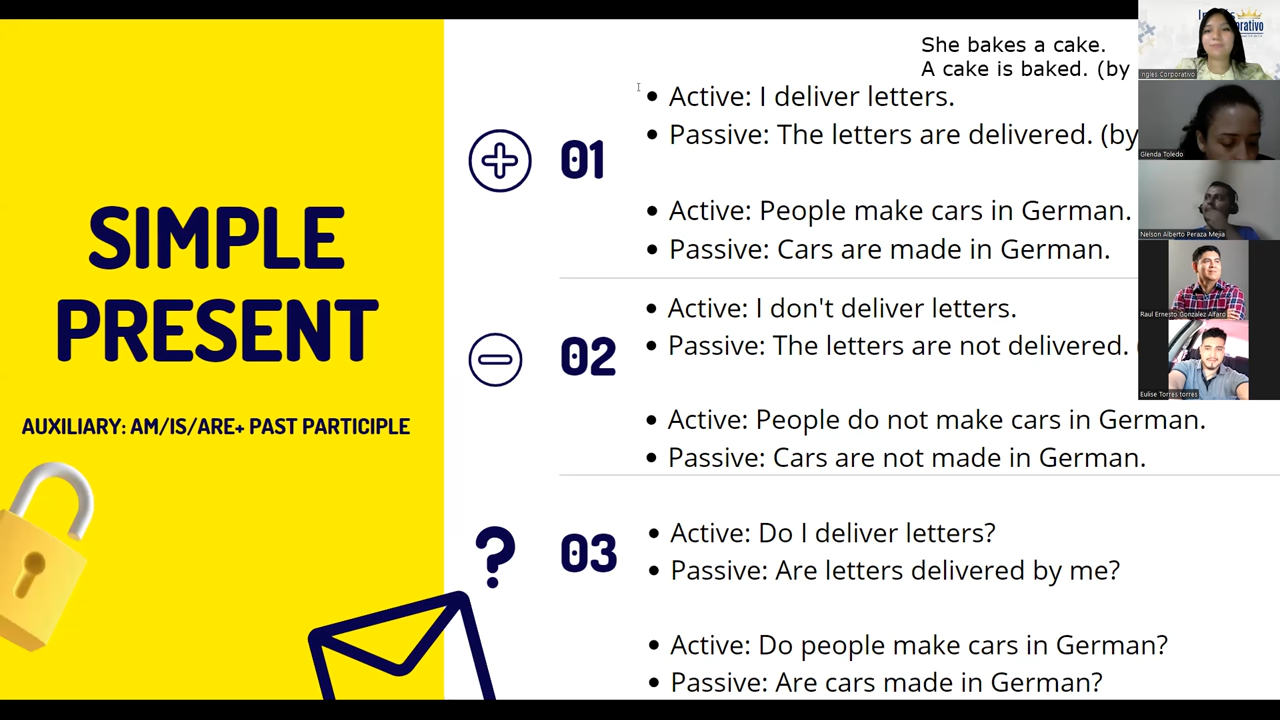 She bakes a cake.
A cake is baked. (by
SIMPLE
PRESENT
AUXILIARY: AM/IS/ARE+ PAST PARTICIPLE
01
Active: I deliver letters.
Passive: The letters are delivered. (by
Active: People make cars in German.
Passive: Cars are made in German.
02
Active: I don't deliver letters.
Passive: The letters are not delivered.
Active: People do not make cars in German.
Passive: Cars are not made in German.
?
03
Active: Do I deliver letters?
Passive: Are letters delivered by me?
Active: Do people make cars in German?
Passive: Are cars made in German?
Ingles Corporativo
Glenda Toledo
Nelson Alberto Peraza Mejia
Raul Ernesto Gonzalez Alfaro
Eulise Torres torres